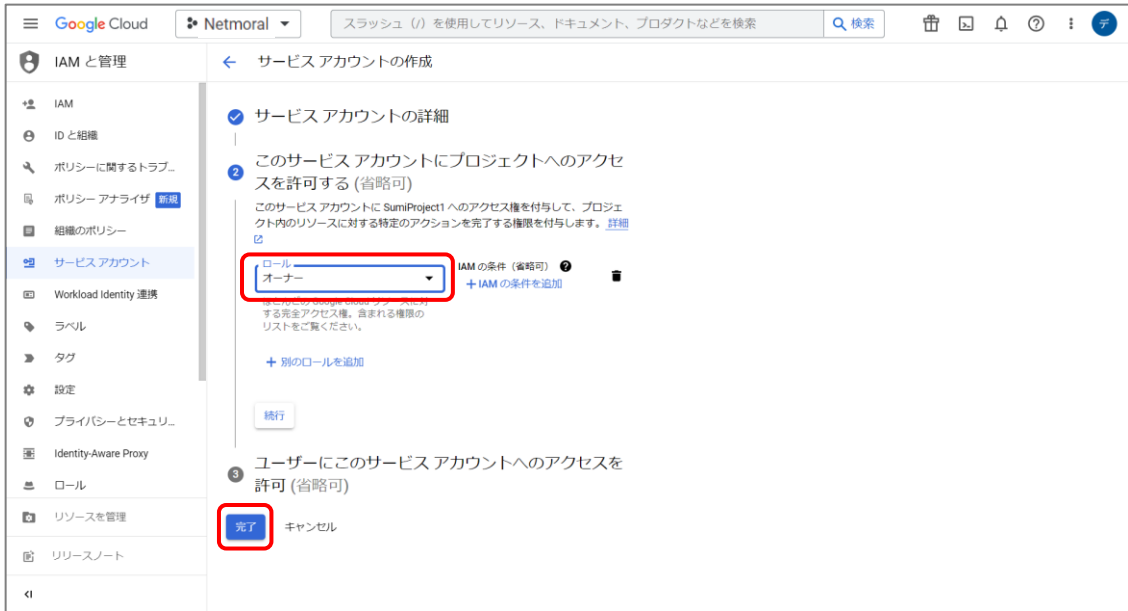 Google Cloud
Netmoral
スラッシュ（/）を使用してリソース、ドキュメント、プロダクトなどを検索
検索
デ
IAM と管理
サービス アカウントの作成
IAM
ID と組織
ポリシーに関するトラブ...
ポリシー アナライザ 新規
組織のポリシー
サービス アカウント
Workload Identity 連携
ラベル
タグ
設定
プライバシーとセキュリ...
Identity-Aware Proxy
ロール
リソースを管理
リリースノート
サービス アカウントの詳細
2
このサービス アカウントにプロジェクトへのアクセ
スを許可する (省略可)
このサービス アカウントに SumiProject1 へのアクセス権を付与して、プロジェ
クト内のリソースに対する特定のアクションを完了する権限を付与します。 詳細
ロール
オーナー
IAM の条件（省略可）
+ IAM の条件を追加
ほとんどの Google Cloud リソースに対
する完全アクセス権。含まれる権限の
リストをご覧ください。
+ 別のロールを追加
続行
3
ユーザーにこのサービス アカウントへのアクセスを
許可 (省略可)
完了
キャンセル